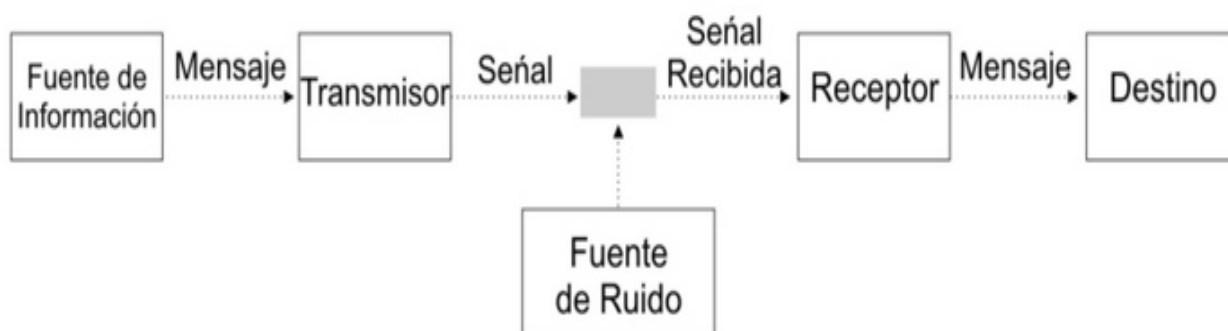 Fuente de
Información
Mensaje
Transmisor
Señal
Señal
Recibida
Receptor
Mensaje
Destino
Fuente
de Ruido